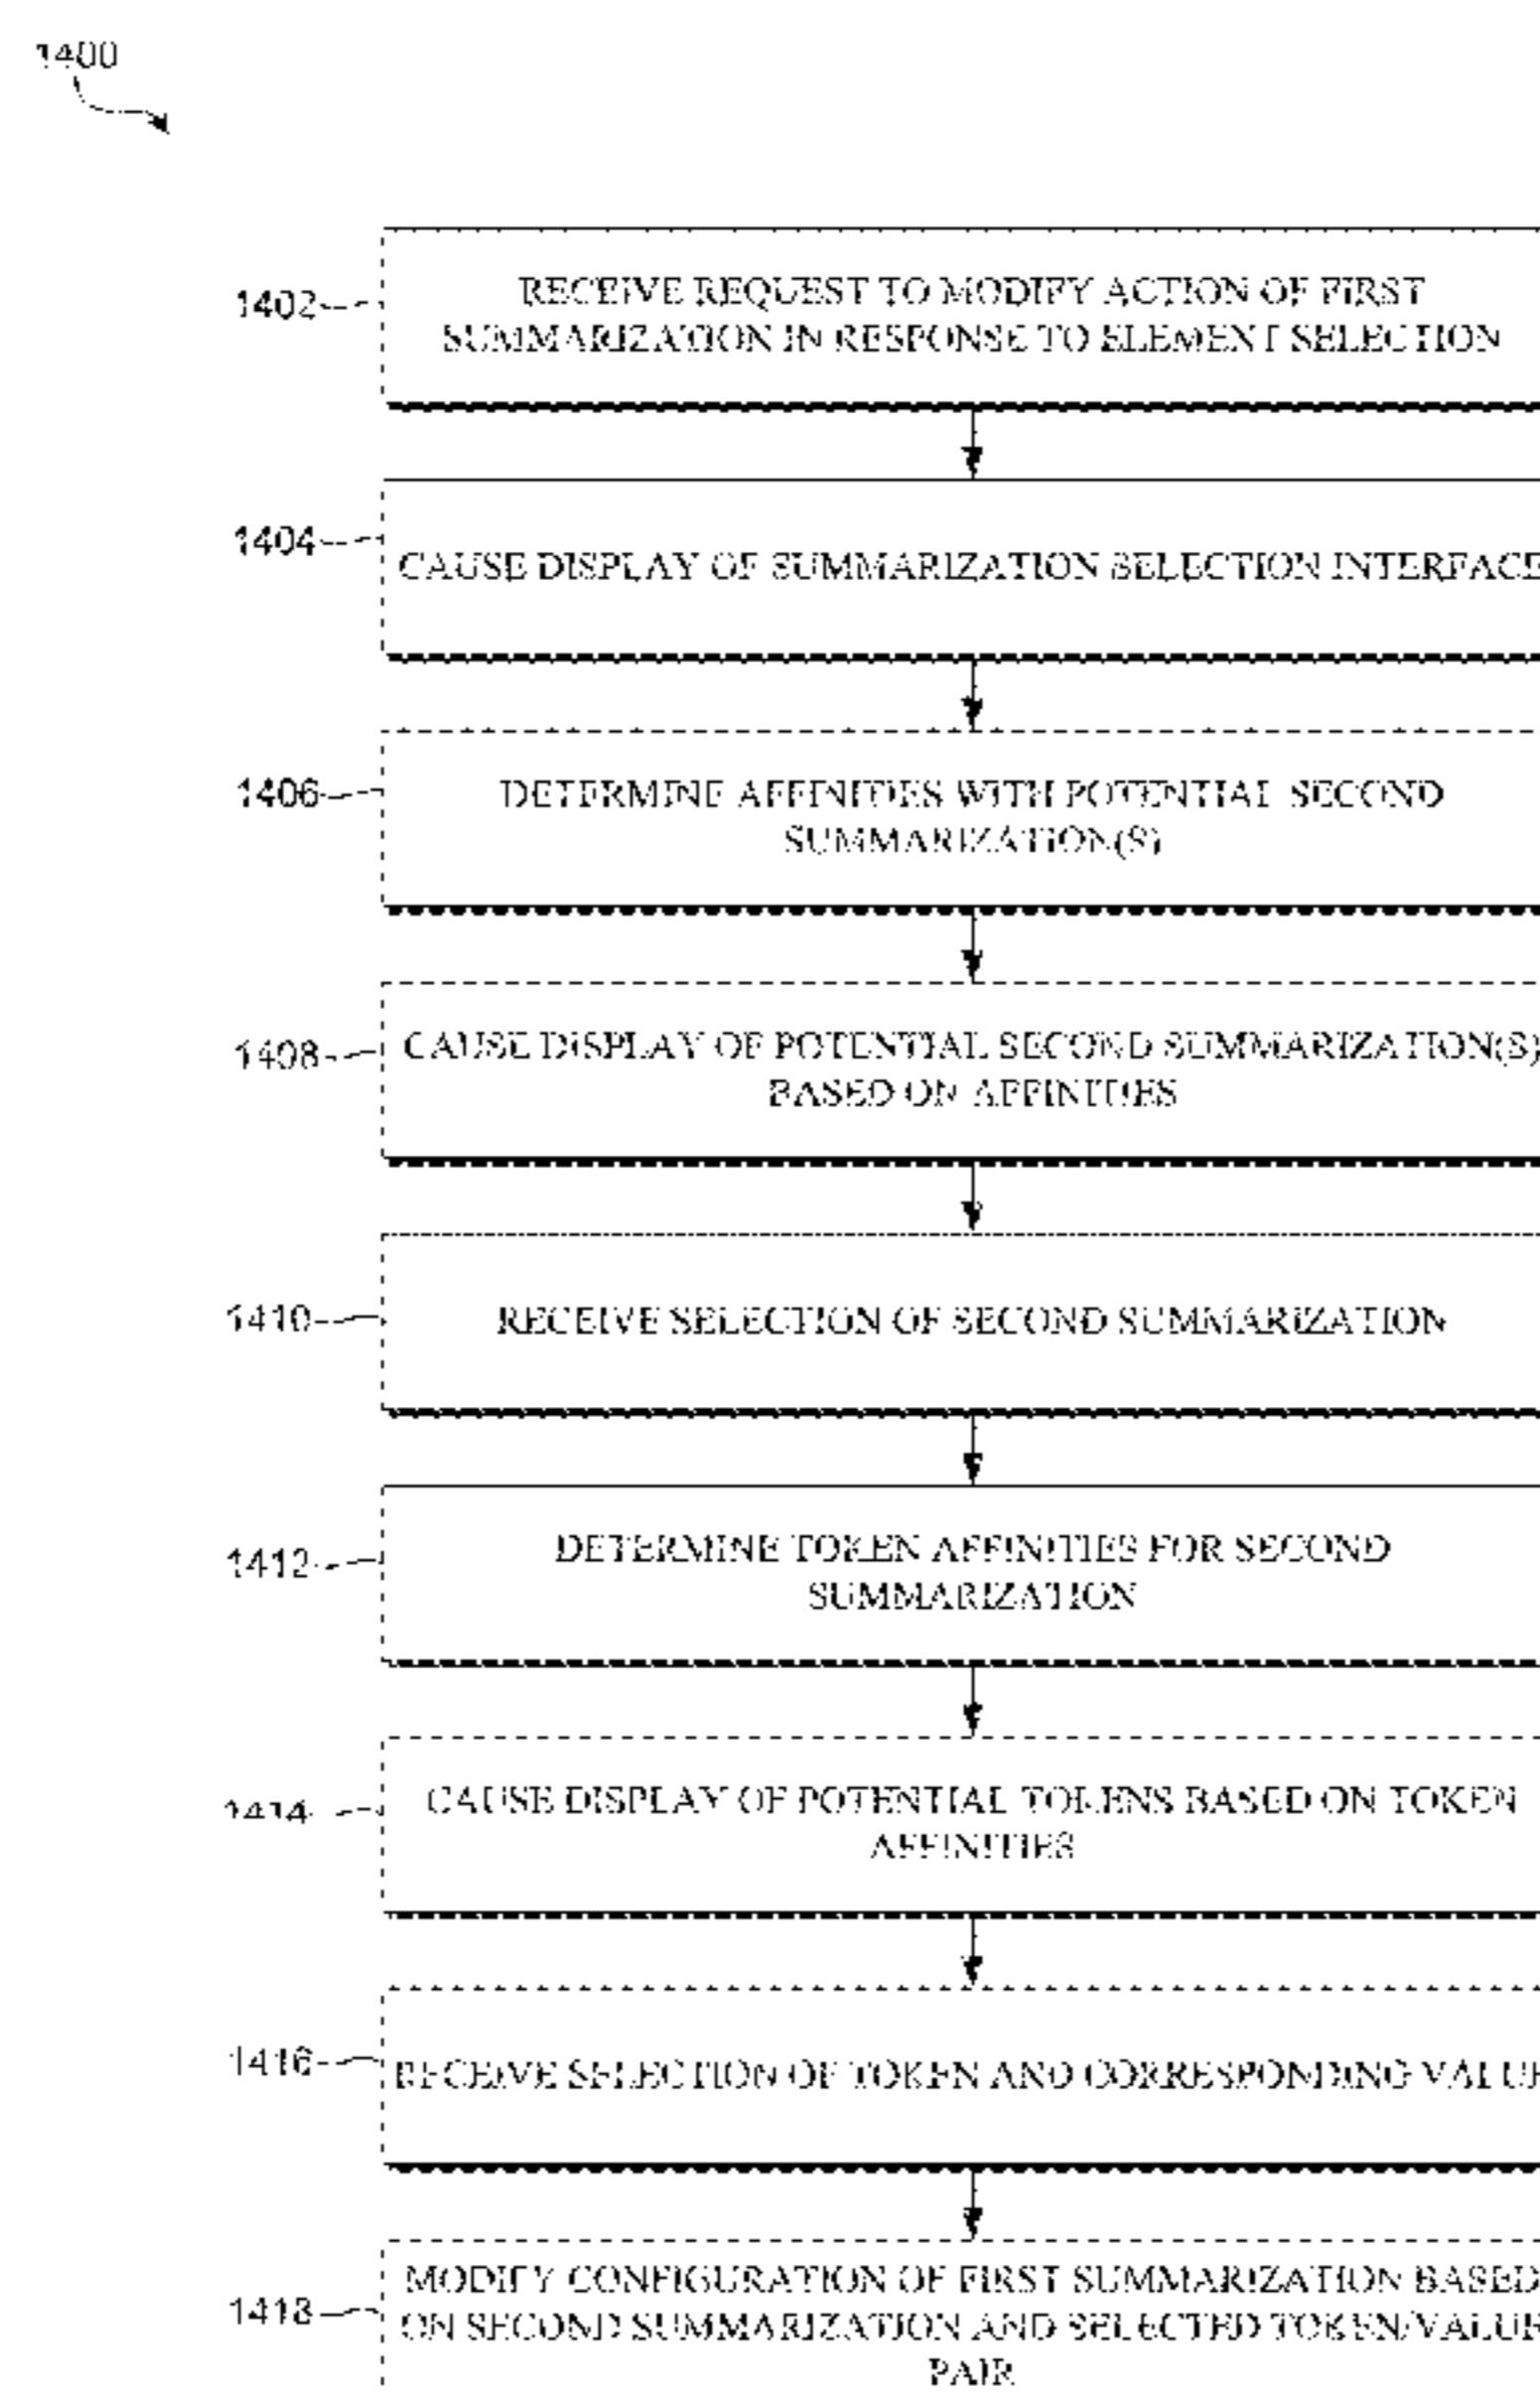 1400
1402
RECEIVE REQUEST TO MODIFY ACTION OF FIRST
SUMMARIZATION IN RESPONSE TO ELEMENT SELECTION
1404
CAUSE DISPLAY OF SUMMARIZATION SELECTION INTERFACE
1406
DETERMINE AFFINITIES WITH POTENTIAL SECOND
SUMMARIZATION(S)
1408
CAUSE DISPLAY OF POTENTIAL SECOND SUMMARIZATION(S)
BASED ON AFFINITIES
1410
RECEIVE SELECTION OF SECOND SUMMARIZATION
1412
DETERMINE TOKEN AFFINITIES FOR SECOND
SUMMARIZATION
1414
CAUSE DISPLAY OF POTENTIAL TOKENS BASED ON TOKEN
AFFINITIES
1416
RECEIVE SELECTION OF TOKEN AND CORRESPONDING VALUE
1418
MODIFY CONFIGURATION OF FIRST SUMMARIZATION BASED
ON SECOND SUMMARIZATION AND SELECTED TOKEN/VALUE
PAIR